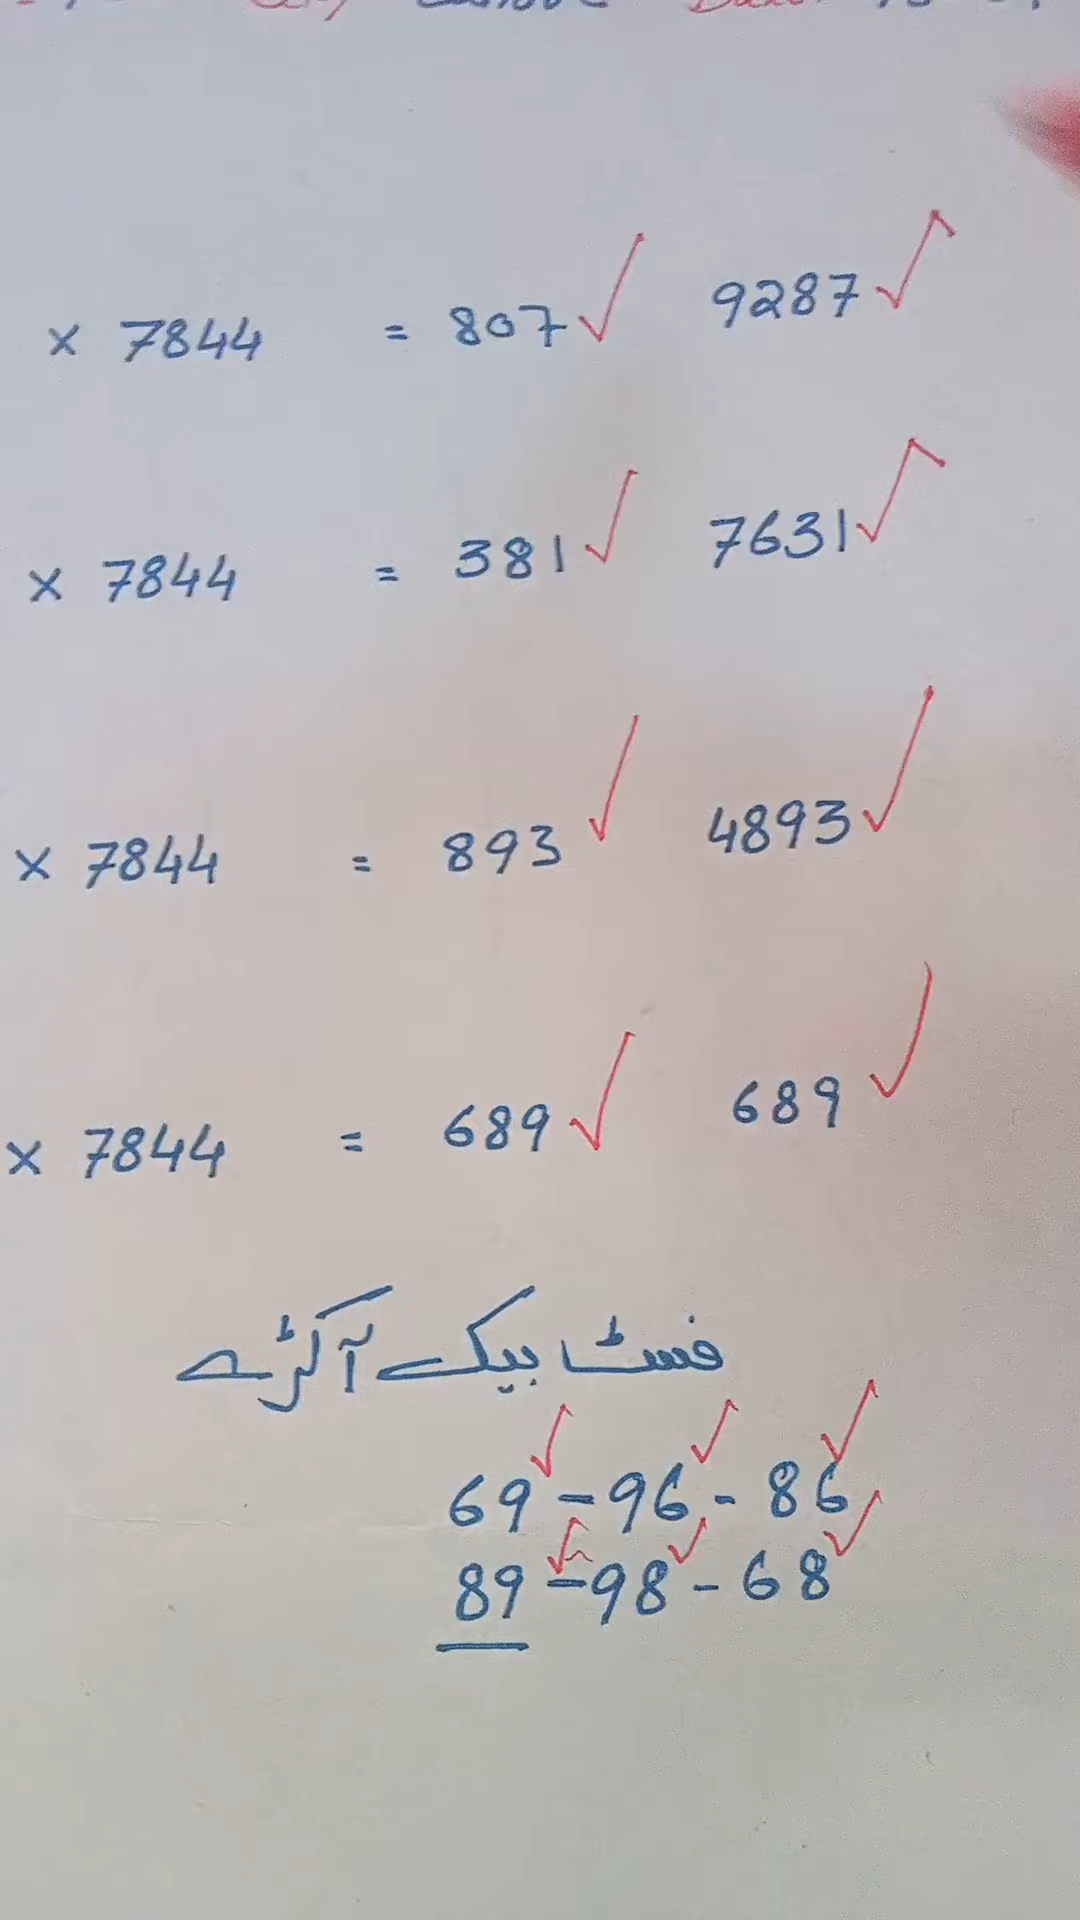 × 7844 = 807 9287
× 7844 = 381 7631
× 7844 = 893 4893
× 7844 = 689 689
فسٹ بیک آکڑے
69 - 96 - 86
89 - 98 - 68